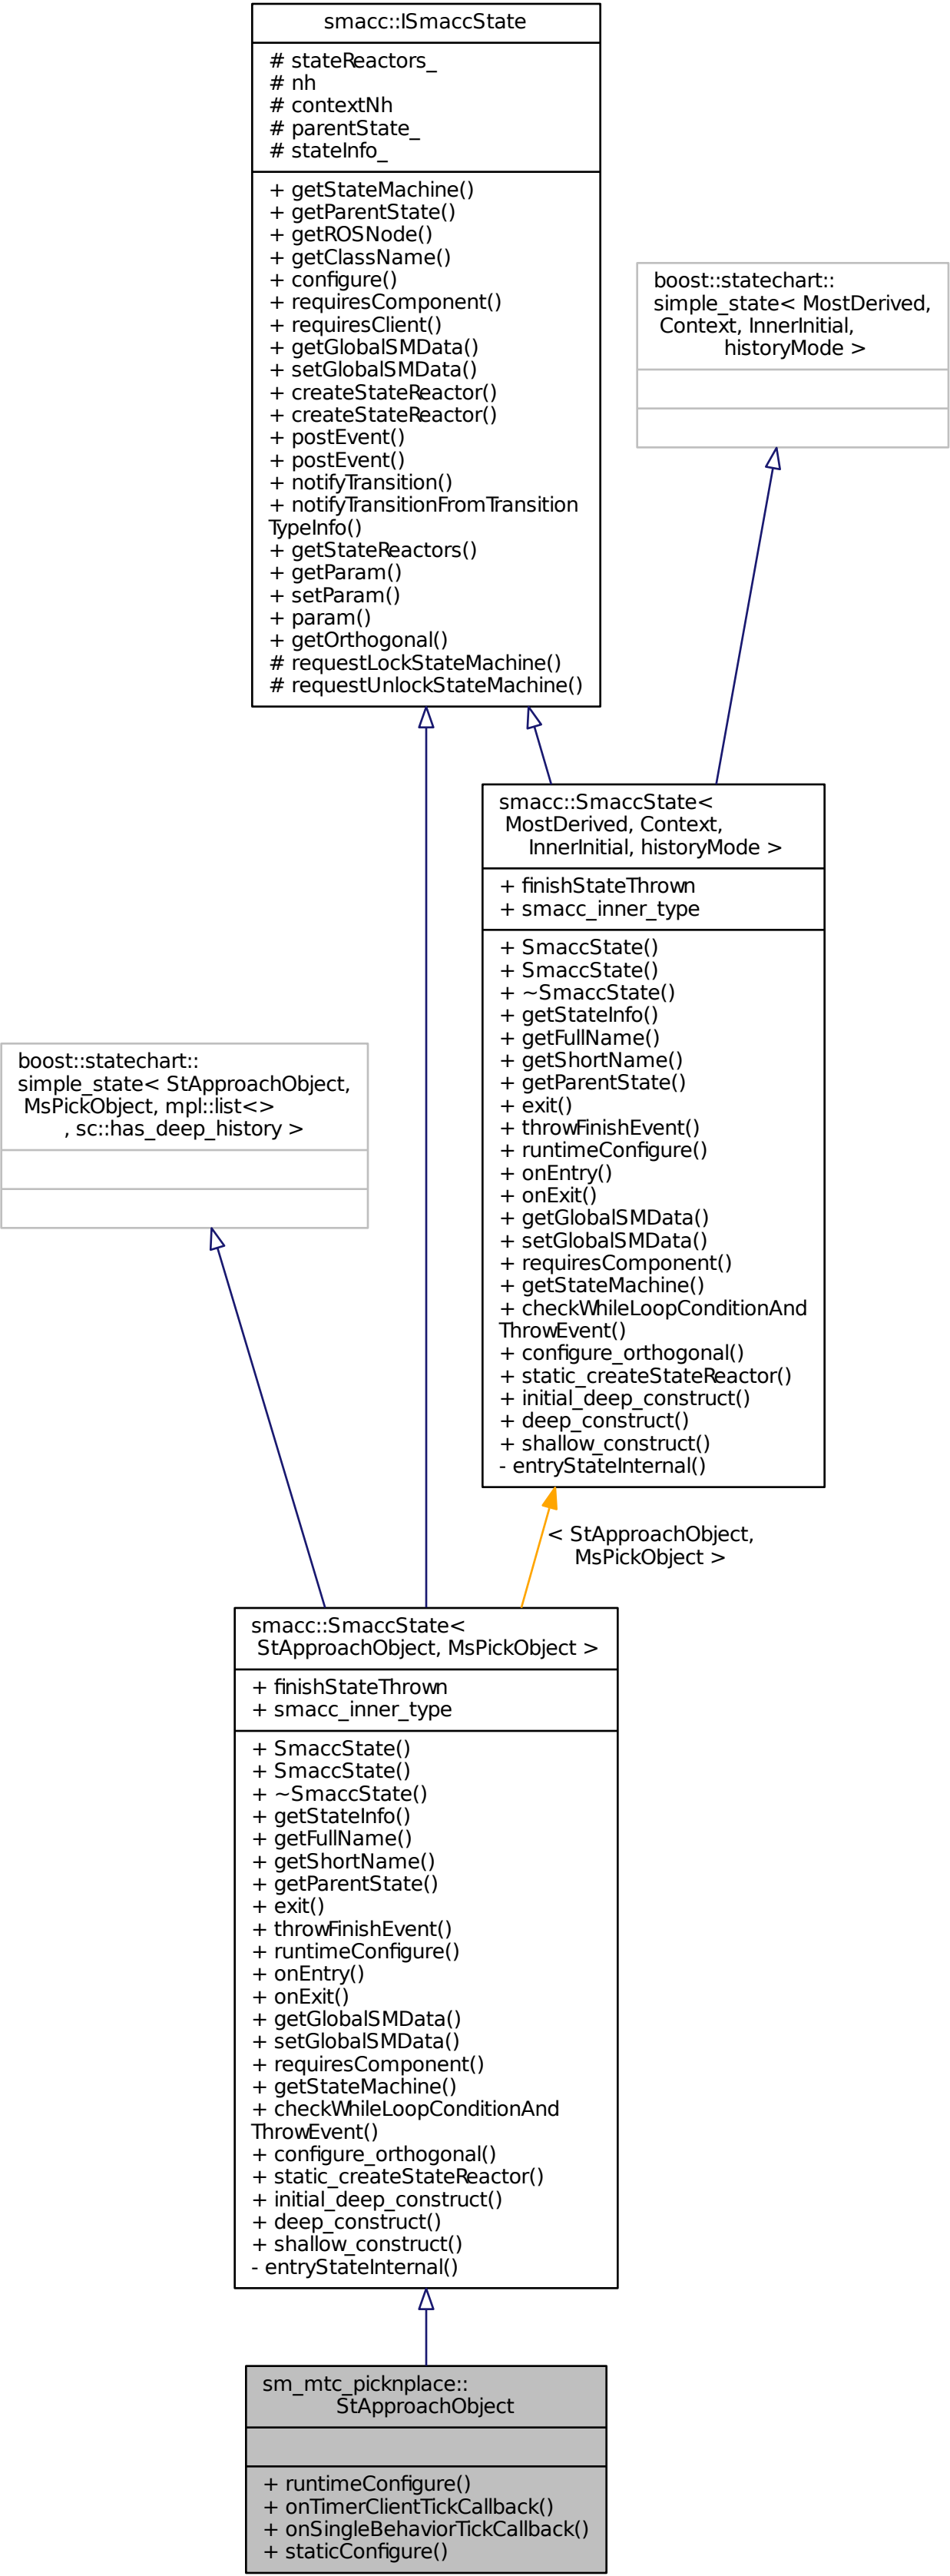 smacc::ISmaccState
# stateReactors_
# nh
# contextNh
# parentState_
# stateInfo_
+ getStateMachine()
+ getParentState()
+ getROSNode()
+ getClassName()
+ configure()
+ requiresComponent()
+ requiresClient()
+ getGlobalSMData()
+ setGlobalSMData()
+ createStateReactor()
+ createStateReactor()
+ postEvent()
+ postEvent()
+ notifyTransition()
+ notifyTransitionFromTransition
TypeInfo()
+ getStateReactors()
+ getParam()
+ setParam()
+ param()
+ getOrthogonal()
# requestLockStateMachine()
# requestUnlockStateMachine()
boost::statechart::
simple_state< MostDerived,
Context, InnerInitial,
historyMode >
smacc::SmaccState<
MostDerived, Context,
InnerInitial, historyMode >
+ finishStateThrown
+ smacc_inner_type
+ SmaccState()
+ SmaccState()
+ ~SmaccState()
+ getStateInfo()
+ getFullName()
+ getShortName()
+ getParentState()
+ exit()
+ throwFinishEvent()
+ runtimeConfigure()
+ onEntry()
+ onExit()
+ getGlobalSMData()
+ setGlobalSMData()
+ requiresComponent()
+ getStateMachine()
+ checkWhileLoopConditionAnd
ThrowEvent()
+ configure_orthogonal()
+ static_createStateReactor()
+ initial_deep_construct()
+ deep_construct()
+ shallow_construct()
- entryStateInternal()
boost::statechart::
simple_state< StApproachObject,
MsPickObject, mpl::list<>
, sc::has_deep_history >
< StApproachObject,
MsPickObject >
smacc::SmaccState<
StApproachObject, MsPickObject >
+ finishStateThrown
+ smacc_inner_type
+ SmaccState()
+ SmaccState()
+ ~SmaccState()
+ getStateInfo()
+ getFullName()
+ getShortName()
+ getParentState()
+ exit()
+ throwFinishEvent()
+ runtimeConfigure()
+ onEntry()
+ onExit()
+ getGlobalSMData()
+ setGlobalSMData()
+ requiresComponent()
+ getStateMachine()
+ checkWhileLoopConditionAnd
ThrowEvent()
+ configure_orthogonal()
+ static_createStateReactor()
+ initial_deep_construct()
+ deep_construct()
+ shallow_construct()
- entryStateInternal()
sm_mtc_picknplace::
StApproachObject
+ runtimeConfigure()
+ onTimerClientTickCallback()
+ onSingleBehaviorTickCallback()
+ staticConfigure()